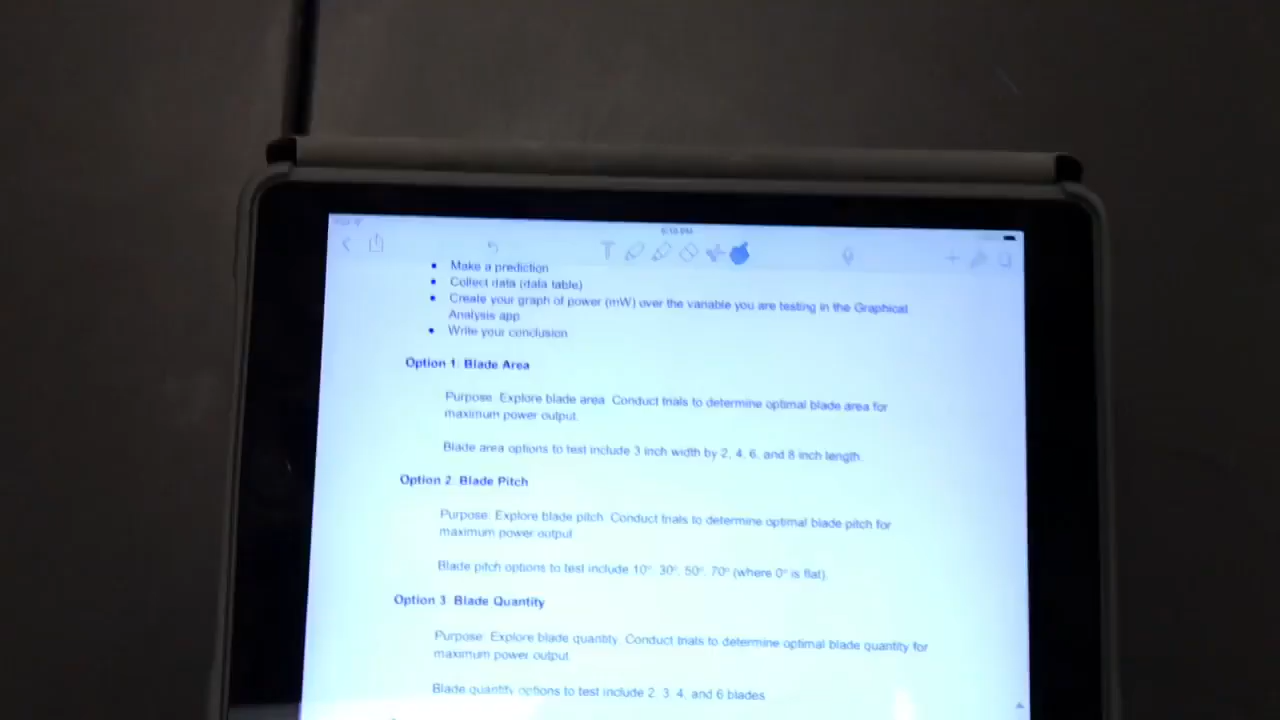 5:10 PM
• Make a prediction
• Collect data (data table)
• Create your graph of power (mW) over the variable you are testing in the Graphical
Analysis app
• Write your conclusion
Option 1: Blade Area
Purpose: Explore blade area. Conduct trials to determine optimal blade area for
maximum power output.
Blade area options to test include 3 inch width by 2, 4, 6, and 8 inch length.
Option 2: Blade Pitch
Purpose: Explore blade pitch. Conduct trials to determine optimal blade pitch for
maximum power output.
Blade pitch options to test include 10°, 30°, 50°, 70° (where 0° is flat).
Option 3: Blade Quantity
Purpose: Explore blade quantity. Conduct trials to determine optimal blade quantity for
maximum power output.
Blade quantity options to test include 2, 3, 4, and 6 blades